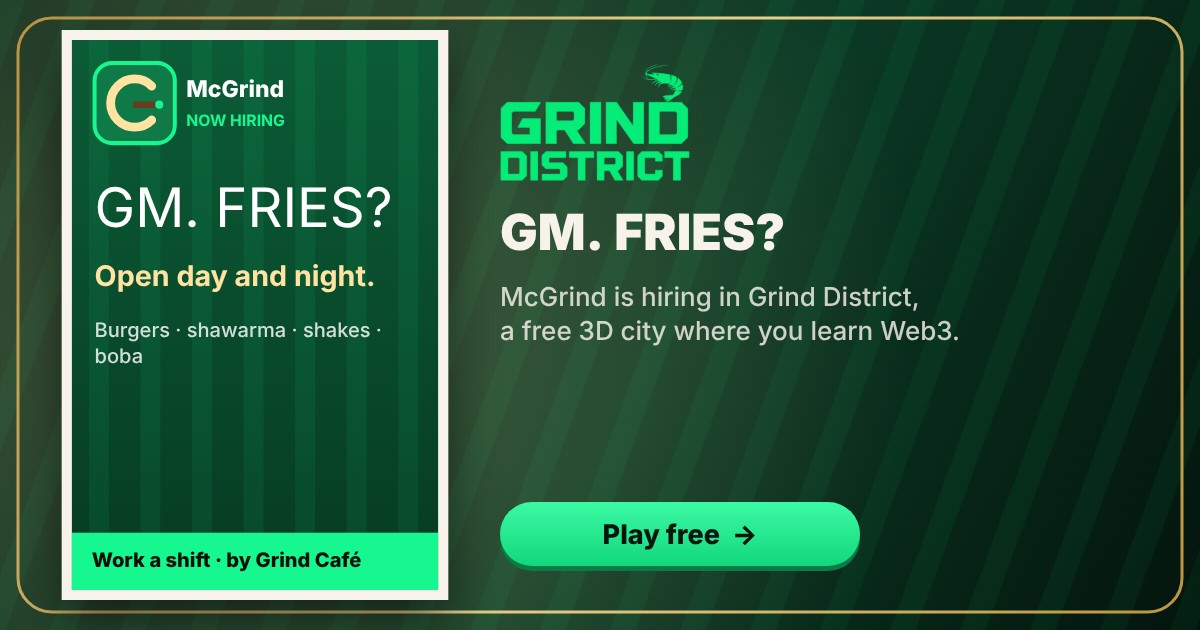 McGrind
NOW HIRING
GM. FRIES?
Open day and night.
Burgers · shawarma · shakes ·
boba
Work a shift · by Grind Café
GRIND
DISTRICT
GM. FRIES?
McGrind is hiring in Grind District,
a free 3D city where you learn Web3.
Play free →